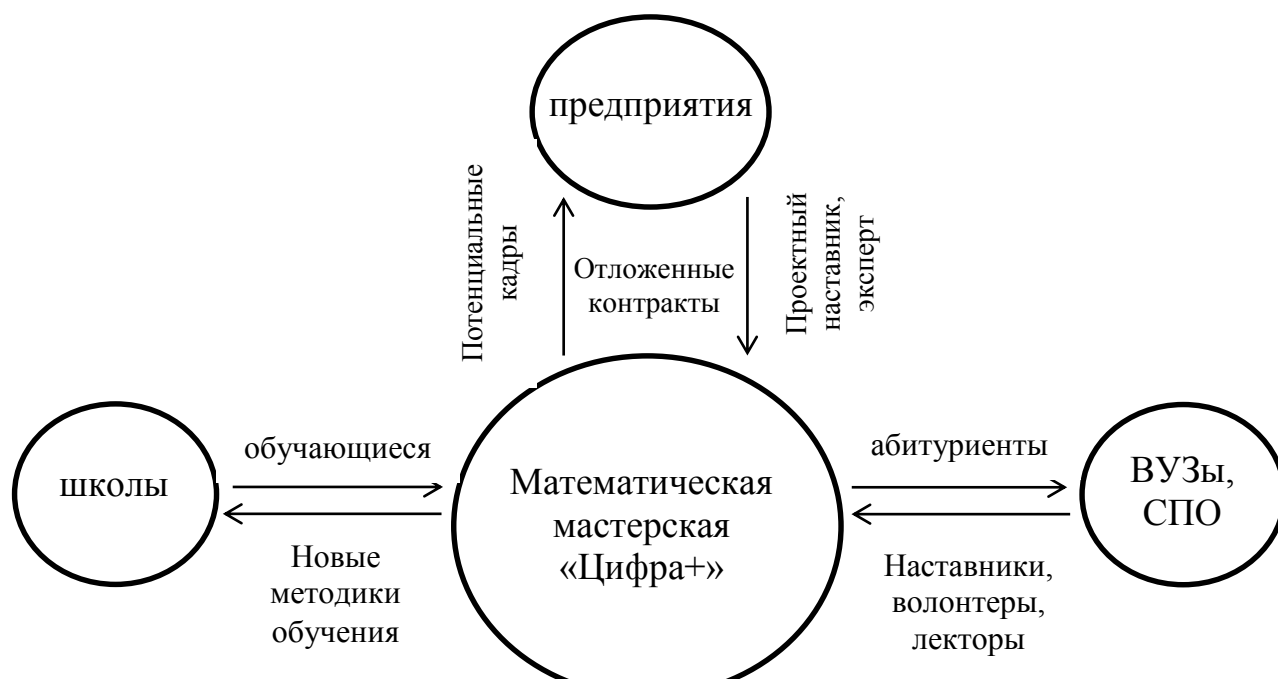 предприятия
Потенциальные
кадры
Отложенные
контракты
Проектный
наставник,
эксперт
школы
обучающиеся
Новые
методики
обучения
Математическая
мастерская
«Цифра+»
абитуриенты
Наставники,
волонтеры,
лекторы
ВУЗы,
СПО